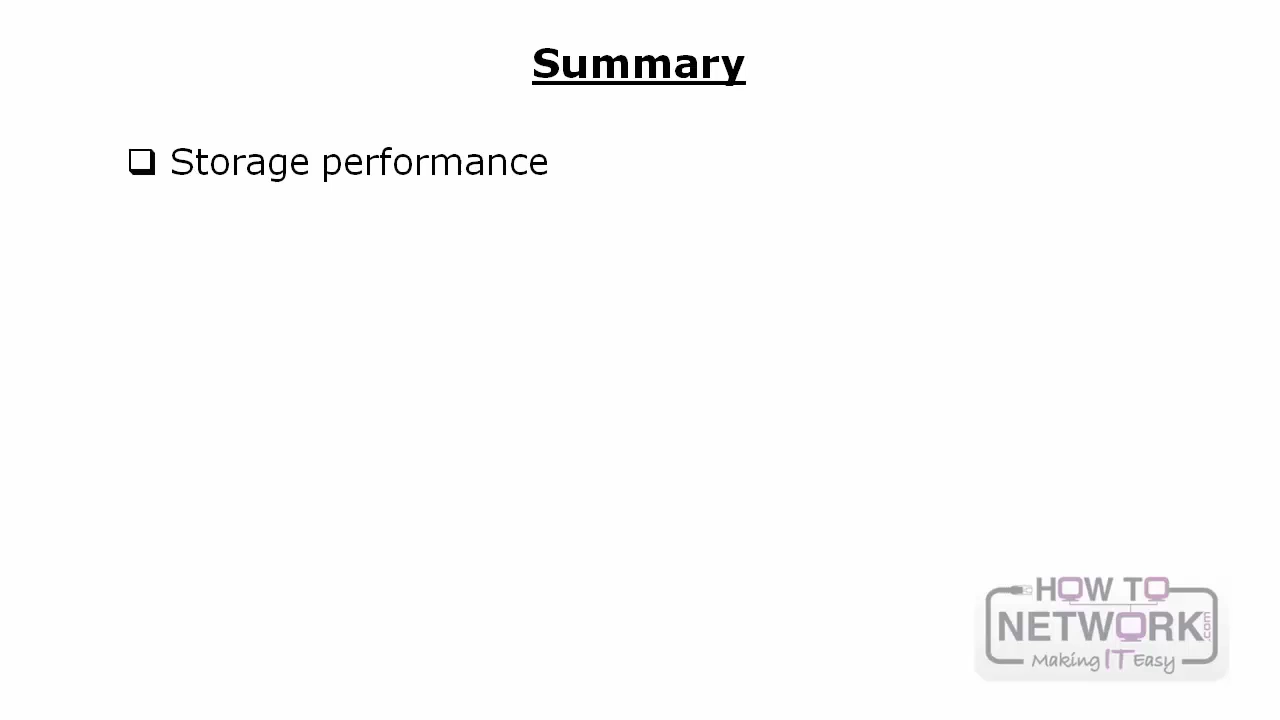 Summary
❑ Storage performance
HOW TO
NETWORK.com
Making IT Easy